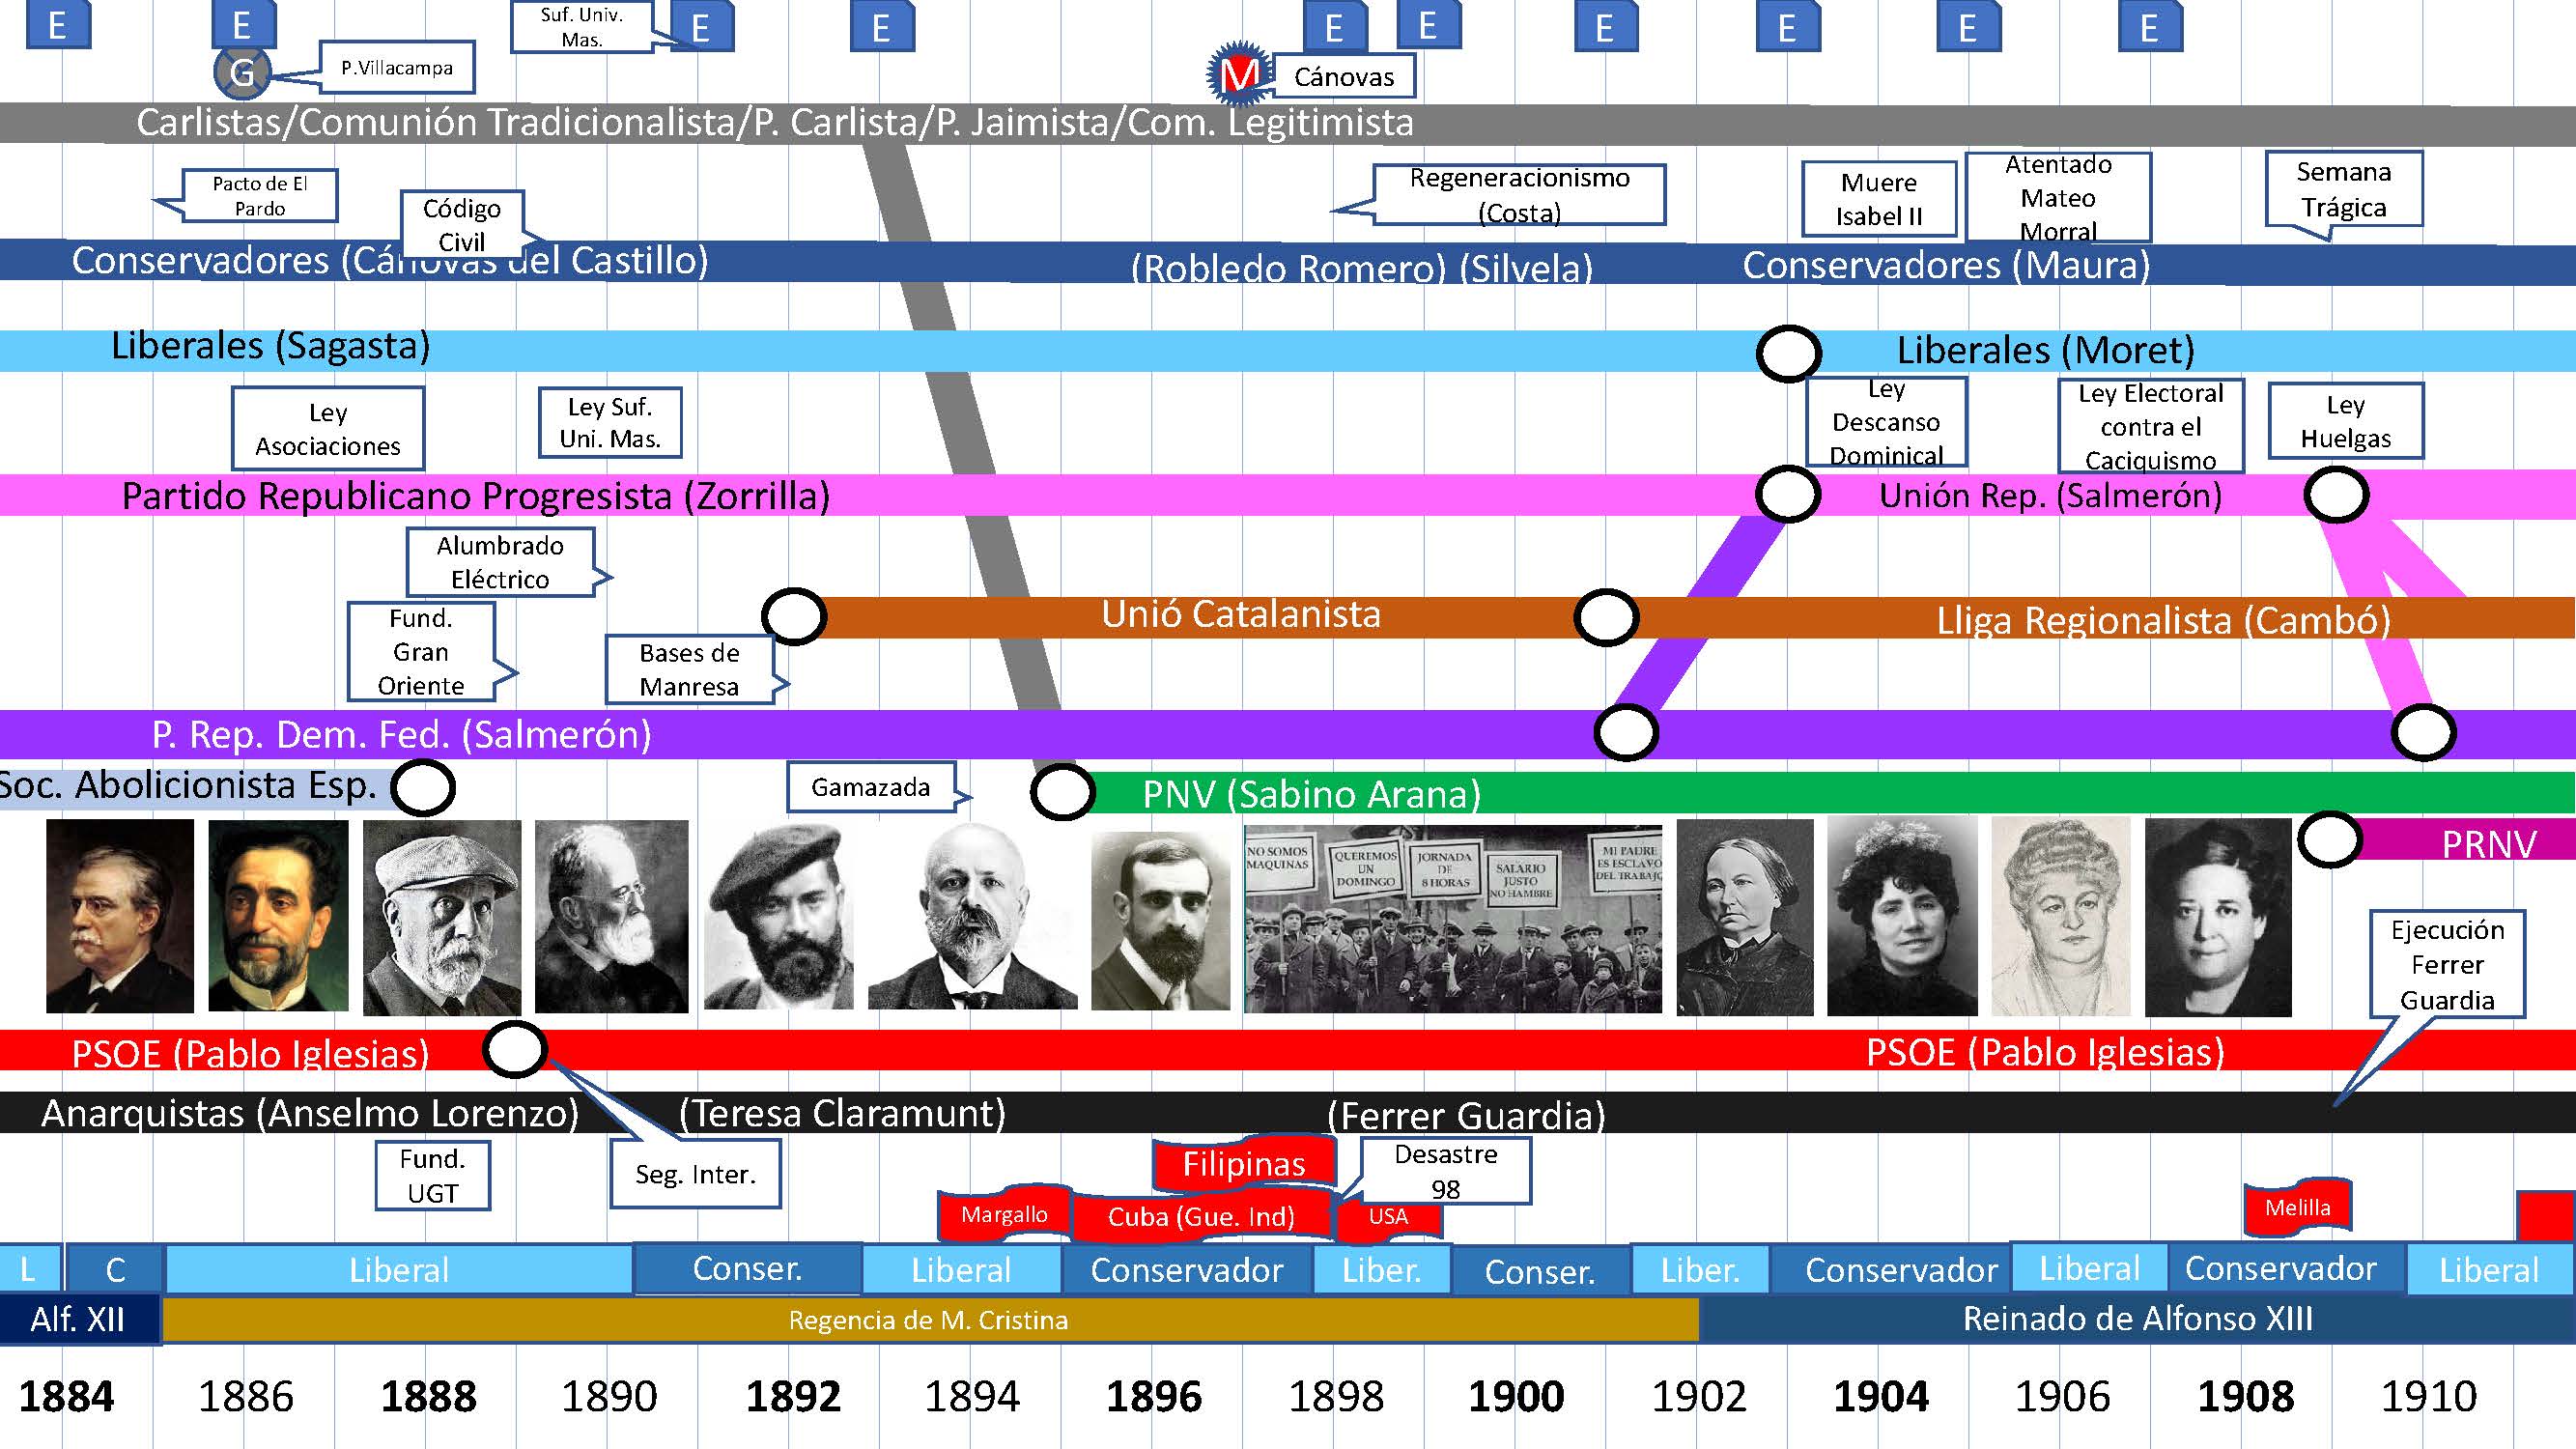 E
E
Suf. Univ.
Mas.
E
E
E
E
E
E
E
E
G
P.Villacampa
M
Cánovas
Carlistas/Comunión Tradicionalista/P. Carlista/P. Jaimista/Com. Legitimista
Pacto de El
Pardo
Código
Civil
Regeneracionismo
(Costa)
Muere
Isabel II
Atentado
Mateo
Morral
Semana
Trágica
Conservadores (Cánovas del Castillo)
(Robledo Romero) (Silvela)
Conservadores (Maura)
Liberales (Sagasta)
Liberales (Moret)
Ley
Asociaciones
Ley Suf.
Uni. Mas.
Ley
Descanso
Dominical
Ley Electoral
contra el
Caciquismo
Ley
Huelgas
Partido Republicano Progresista (Zorrilla)
Unión Rep. (Salmerón)
Alumbrado
Eléctrico
Fund.
Gran
Oriente
Bases de
Manresa
Unió Catalanista
Lliga Regionalista (Cambó)
P. Rep. Dem. Fed. (Salmerón)
Soc. Abolicionista Esp.
Gamazada
PNV (Sabino Arana)
PRNV
NO SOMOS
MAQUINAS
QUEREMOS
UN
DOMINGO
JORNADA
DE
8 HORAS
SALARIO
JUSTO
NO HAMBRE
MI PADRE
ES ESCLAVO
DEL TRABAJO
Ejecución
Ferrer
Guardia
PSOE (Pablo Iglesias)
PSOE (Pablo Iglesias)
Anarquistas (Anselmo Lorenzo)
(Teresa Claramunt)
(Ferrer Guardia)
Fund.
UGT
Seg. Inter.
Filipinas
Desastre
98
Margallo
Cuba (Gue. Ind)
USA
Melilla
L
C
Liberal
Conser.
Liberal
Conservador
Liber.
Conser.
Liber.
Conservador
Liberal
Conservador
Liberal
Alf. XII
Regencia de M. Cristina
Reinado de Alfonso XIII
1884 1886 1888 1890 1892 1894 1896 1898 1900 1902 1904 1906 1908 1910